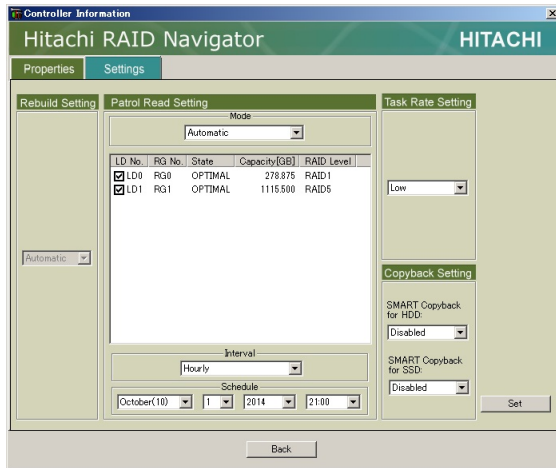 Controller Information
Hitachi RAID Navigator
HITACHI
Properties
Settings
Rebuild Setting
Automatic
Patrol Read Setting
Mode
Automatic
LD No. RG No. State Capacity[GB] RAID Level
LD0 RG0 OPTIMAL 278.875 RAID1
LD1 RG1 OPTIMAL 1115.500 RAID5
Interval
Hourly
Schedule
October(10) 1 2014 21:00
Task Rate Setting
Low
Copyback Setting
SMART Copyback
for HDD:
Disabled
SMART Copyback
for SSD:
Disabled
Set
Back